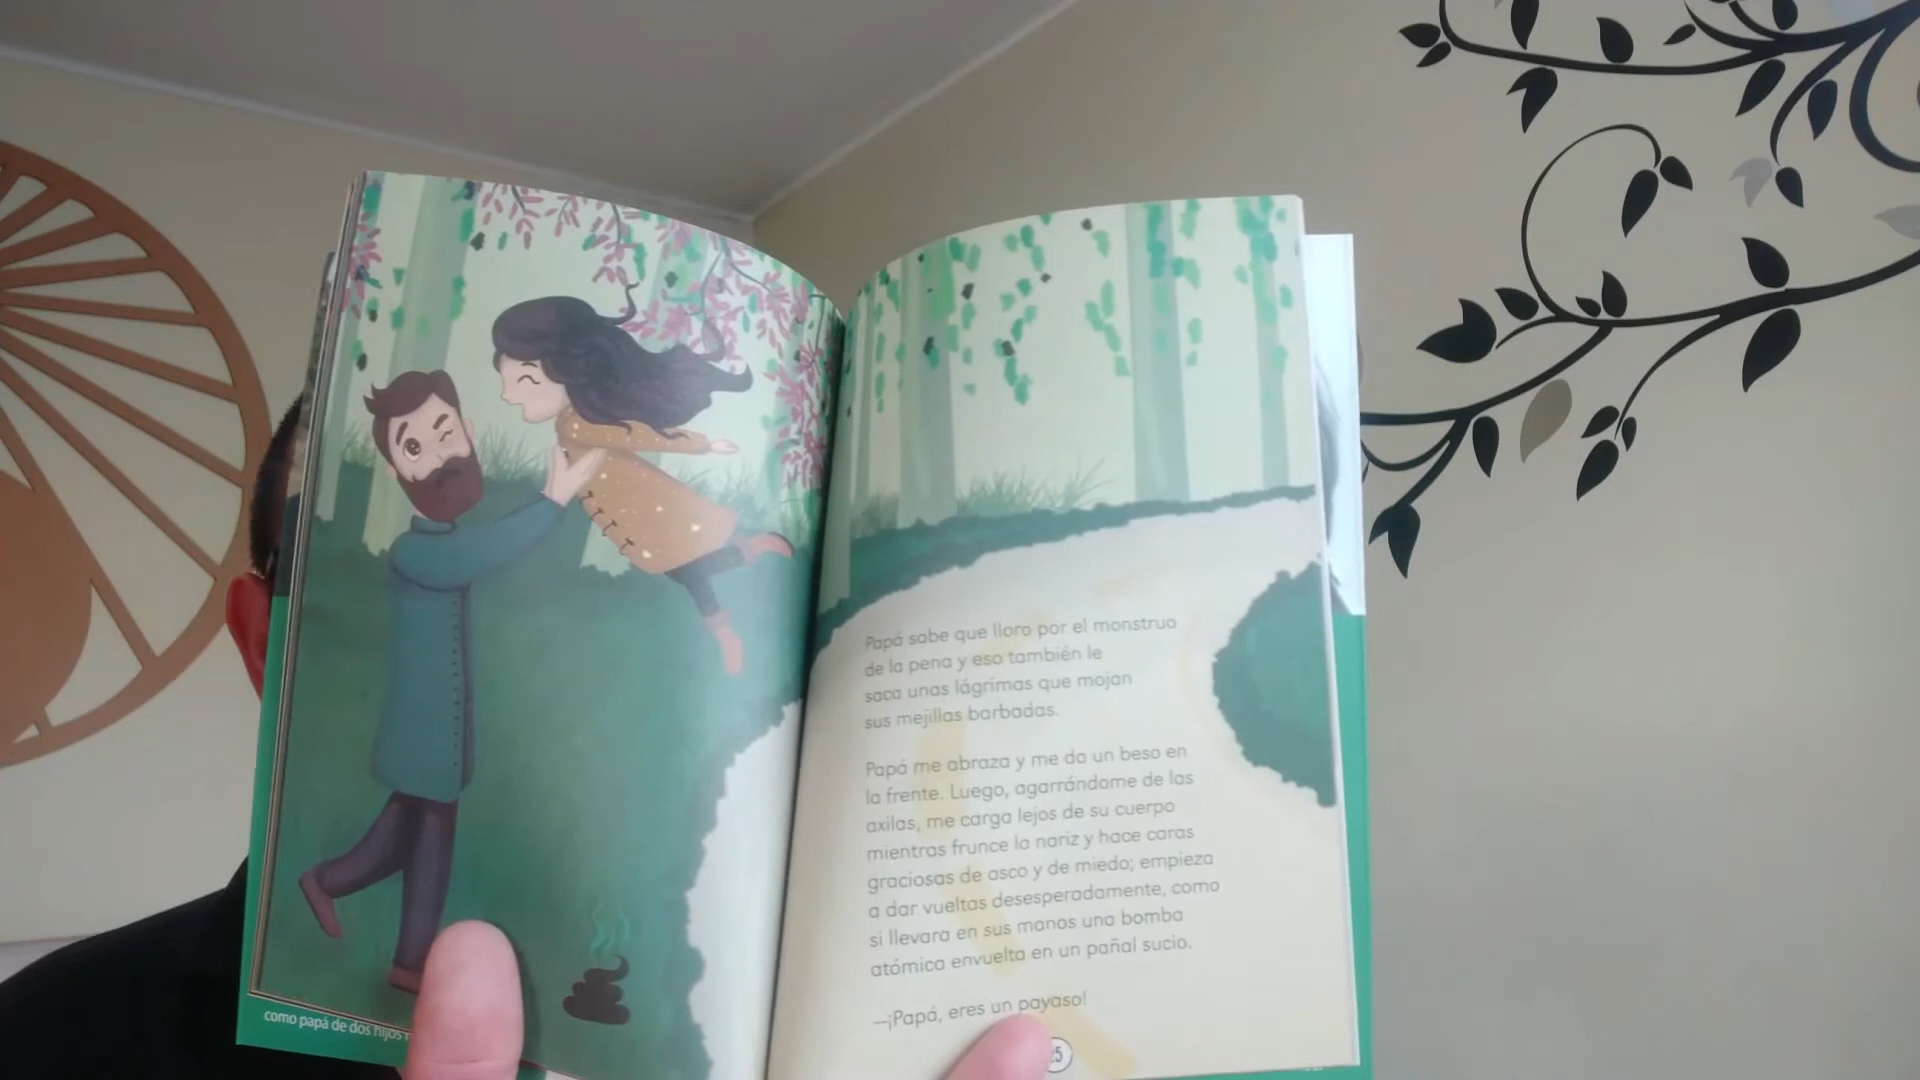 Papá sabe que lloro por el monstruo
de la pena y eso también le
saca unas lágrimas que mojan
sus mejillas barbadas.
Papá me abraza y me da un beso en
la frente. Luego, agarrándome de las
axilas, me carga lejos de su cuerpo
mientras frunce la nariz y hace caras
graciosas de asco y de miedo; empieza
a dar vueltas desesperadamente, como
si llevara en sus manos una bomba
atómica envuelta en un pañal sucio.
—¡Papá, eres un payaso!
como papá de dos hijos